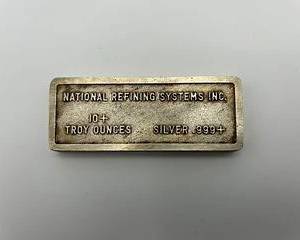 NATIONAL REFINING SYSTEMS INC.
10+
TROY OUNCES SILVER .999+